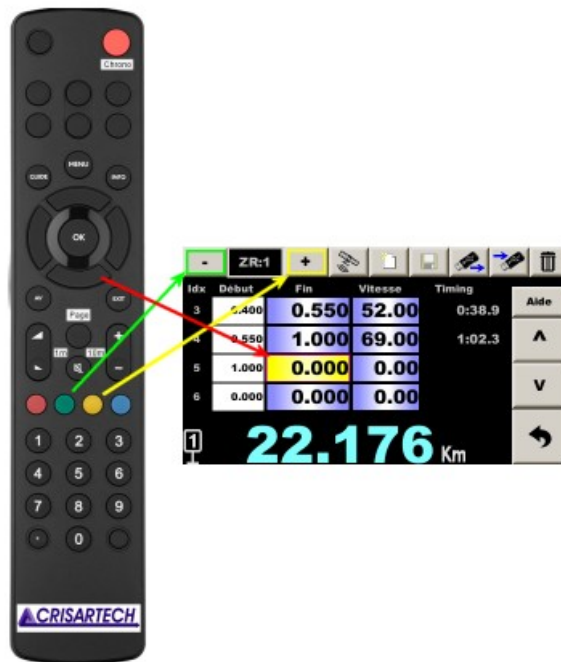 Chrono
MENU
GUIDE
INFO
OK
AV
EXIT
Page
+
1m
10m
-
1 2 3
4 5 6
7 8 9
0
ACRISARTECH
- ZR:1 +
Idx Début Fin Vitesse Timing
3 0.400 0.550 52.00 0:38.9
4 0.550 1.000 69.00 1:02.3
5 1.000 0.000 0.00
6 0.000 0.000 0.00
Aide
1 22.176 Km